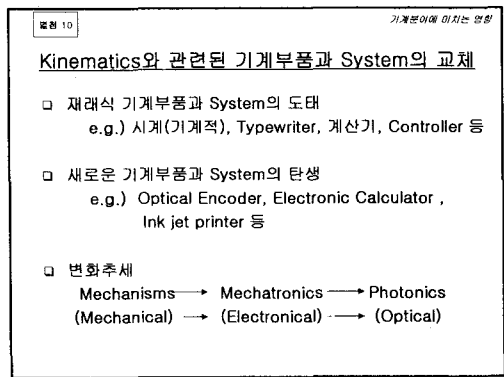 별첨 10
기계분야에 미치는 영향
Kinematics와 관련된 기계부품과 System의 교체
□ 재래식 기계부품과 System의 도태
e.g.) 시계(기계적), Typewriter, 계산기, Controller 등
□ 새로운 기계부품과 System의 탄생
e.g.) Optical Encoder, Electronic Calculator ,
Ink jet printer 등
□ 변화추세
Mechanisms → Mechatronics → Photonics
(Mechanical) → (Electronical) → (Optical)